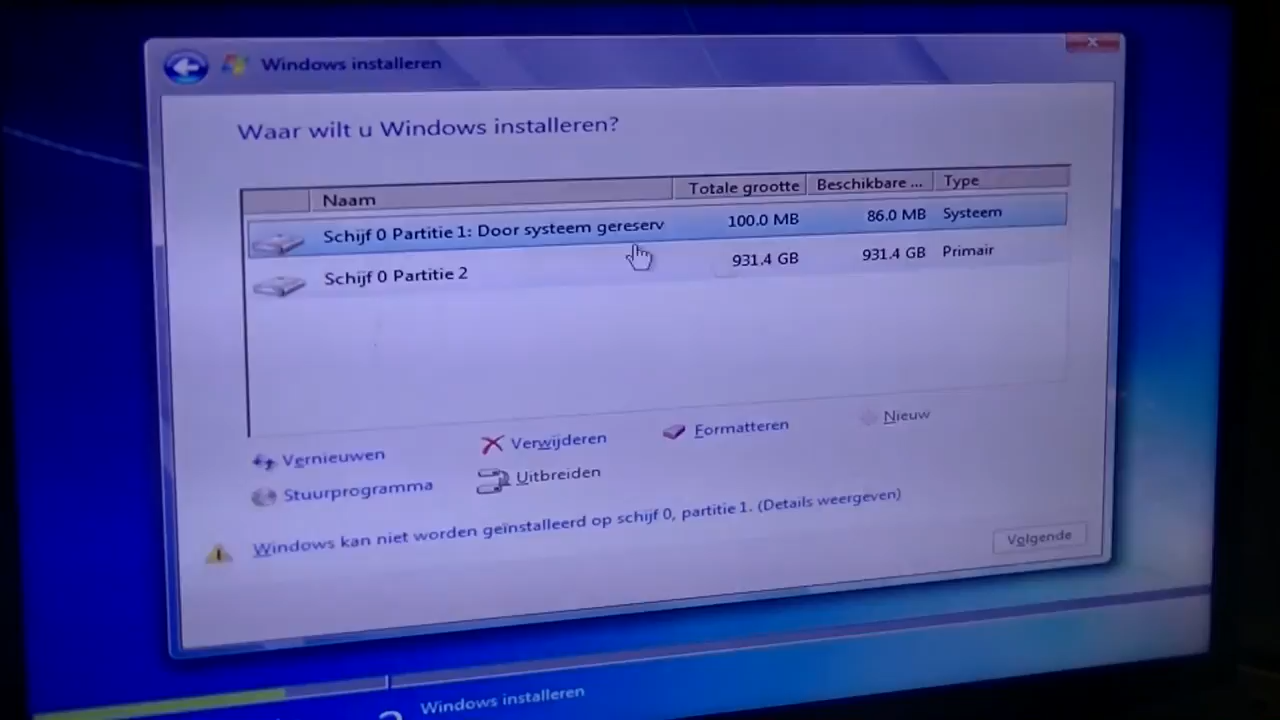 Windows installeren
Waar wilt u Windows installeren?
Naam Totale grootte Beschikbare ... Type
Schijf 0 Partitie 1: Door systeem gereserv 100.0 MB 86.0 MB Systeem
Schijf 0 Partitie 2 931.4 GB 931.4 GB Primair
Vernieuwen Verwijderen Formatteren Nieuw
Stuurprogramma Uitbreiden
Windows kan niet worden geïnstalleerd op schijf 0, partitie 1. (Details weergeven)
Volgende
2 Windows installeren